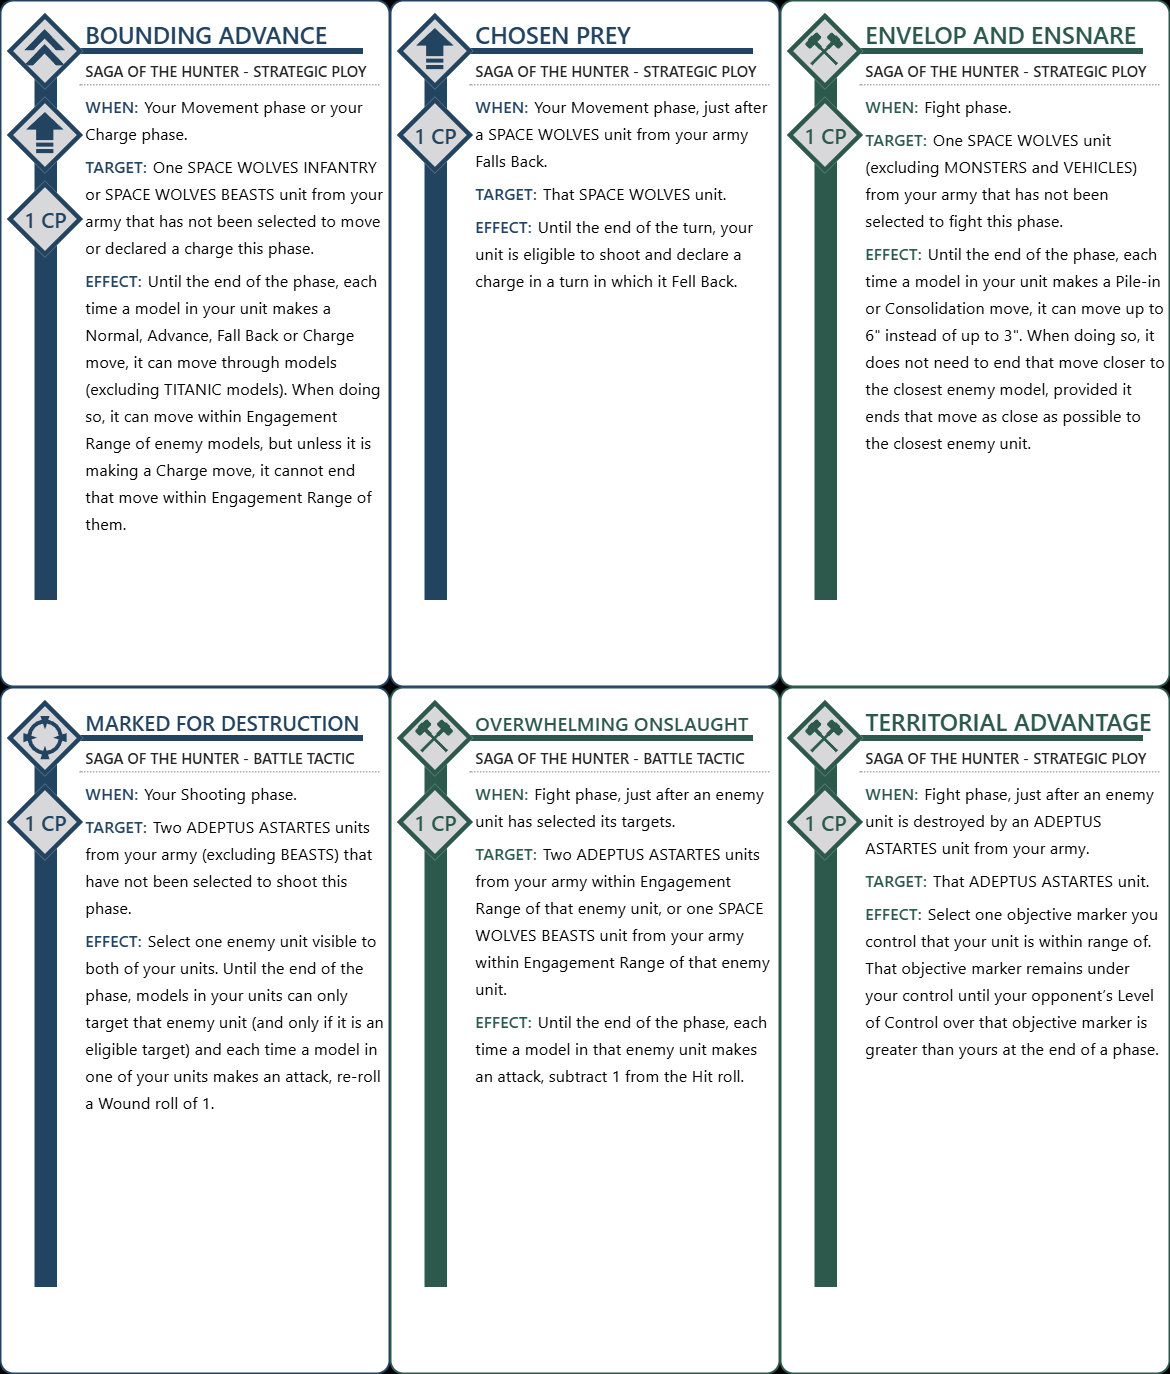 BOUNDING ADVANCE
SAGA OF THE HUNTER - STRATEGIC PLOY
1 CP
WHEN: Your Movement phase or your
Charge phase.
TARGET: One SPACE WOLVES INFANTRY
or SPACE WOLVES BEASTS unit from your
army that has not been selected to move
or declared a charge this phase.
EFFECT: Until the end of the phase, each
time a model in your unit makes a
Normal, Advance, Fall Back or Charge
move, it can move through models
(excluding TITANIC models). When doing
so, it can move within Engagement
Range of enemy models, but unless it is
making a Charge move, it cannot end
that move within Engagement Range of
them.
CHOSEN PREY
SAGA OF THE HUNTER - STRATEGIC PLOY
1 CP
WHEN: Your Movement phase, just after
a SPACE WOLVES unit from your army
Falls Back.
TARGET: That SPACE WOLVES unit.
EFFECT: Until the end of the turn, your
unit is eligible to shoot and declare a
charge in a turn in which it Fell Back.
ENVELOP AND ENSNARE
SAGA OF THE HUNTER - STRATEGIC PLOY
1 CP
WHEN: Fight phase.
TARGET: One SPACE WOLVES unit
(excluding MONSTERS and VEHICLES)
from your army that has not been
selected to fight this phase.
EFFECT: Until the end of the phase, each
time a model in your unit makes a Pile-in
or Consolidation move, it can move up to
6" instead of up to 3". When doing so, it
does not need to end that move closer to
the closest enemy model, provided it
ends that move as close as possible to
the closest enemy unit.
MARKED FOR DESTRUCTION
SAGA OF THE HUNTER - BATTLE TACTIC
1 CP
WHEN: Your Shooting phase.
TARGET: Two ADEPTUS ASTARTES units
from your army (excluding BEASTS) that
have not been selected to shoot this
phase.
EFFECT: Select one enemy unit visible to
both of your units. Until the end of the
phase, models in your units can only
target that enemy unit (and only if it is an
eligible target) and each time a model in
one of your units makes an attack, re-roll
a Wound roll of 1.
OVERWHELMING ONSLAUGHT
SAGA OF THE HUNTER - BATTLE TACTIC
1 CP
WHEN: Fight phase, just after an enemy
unit has selected its targets.
TARGET: Two ADEPTUS ASTARTES units
from your army within Engagement
Range of that enemy unit, or one SPACE
WOLVES BEASTS unit from your army
within Engagement Range of that enemy
unit.
EFFECT: Until the end of the phase, each
time a model in that enemy unit makes
an attack, subtract 1 from the Hit roll.
TERRITORIAL ADVANTAGE
SAGA OF THE HUNTER - STRATEGIC PLOY
1 CP
WHEN: Fight phase, just after an enemy
unit is destroyed by an ADEPTUS
ASTARTES unit from your army.
TARGET: That ADEPTUS ASTARTES unit.
EFFECT: Select one objective marker you
control that your unit is within range of.
That objective marker remains under
your control until your opponent’s Level
of Control over that objective marker is
greater than yours at the end of a phase.